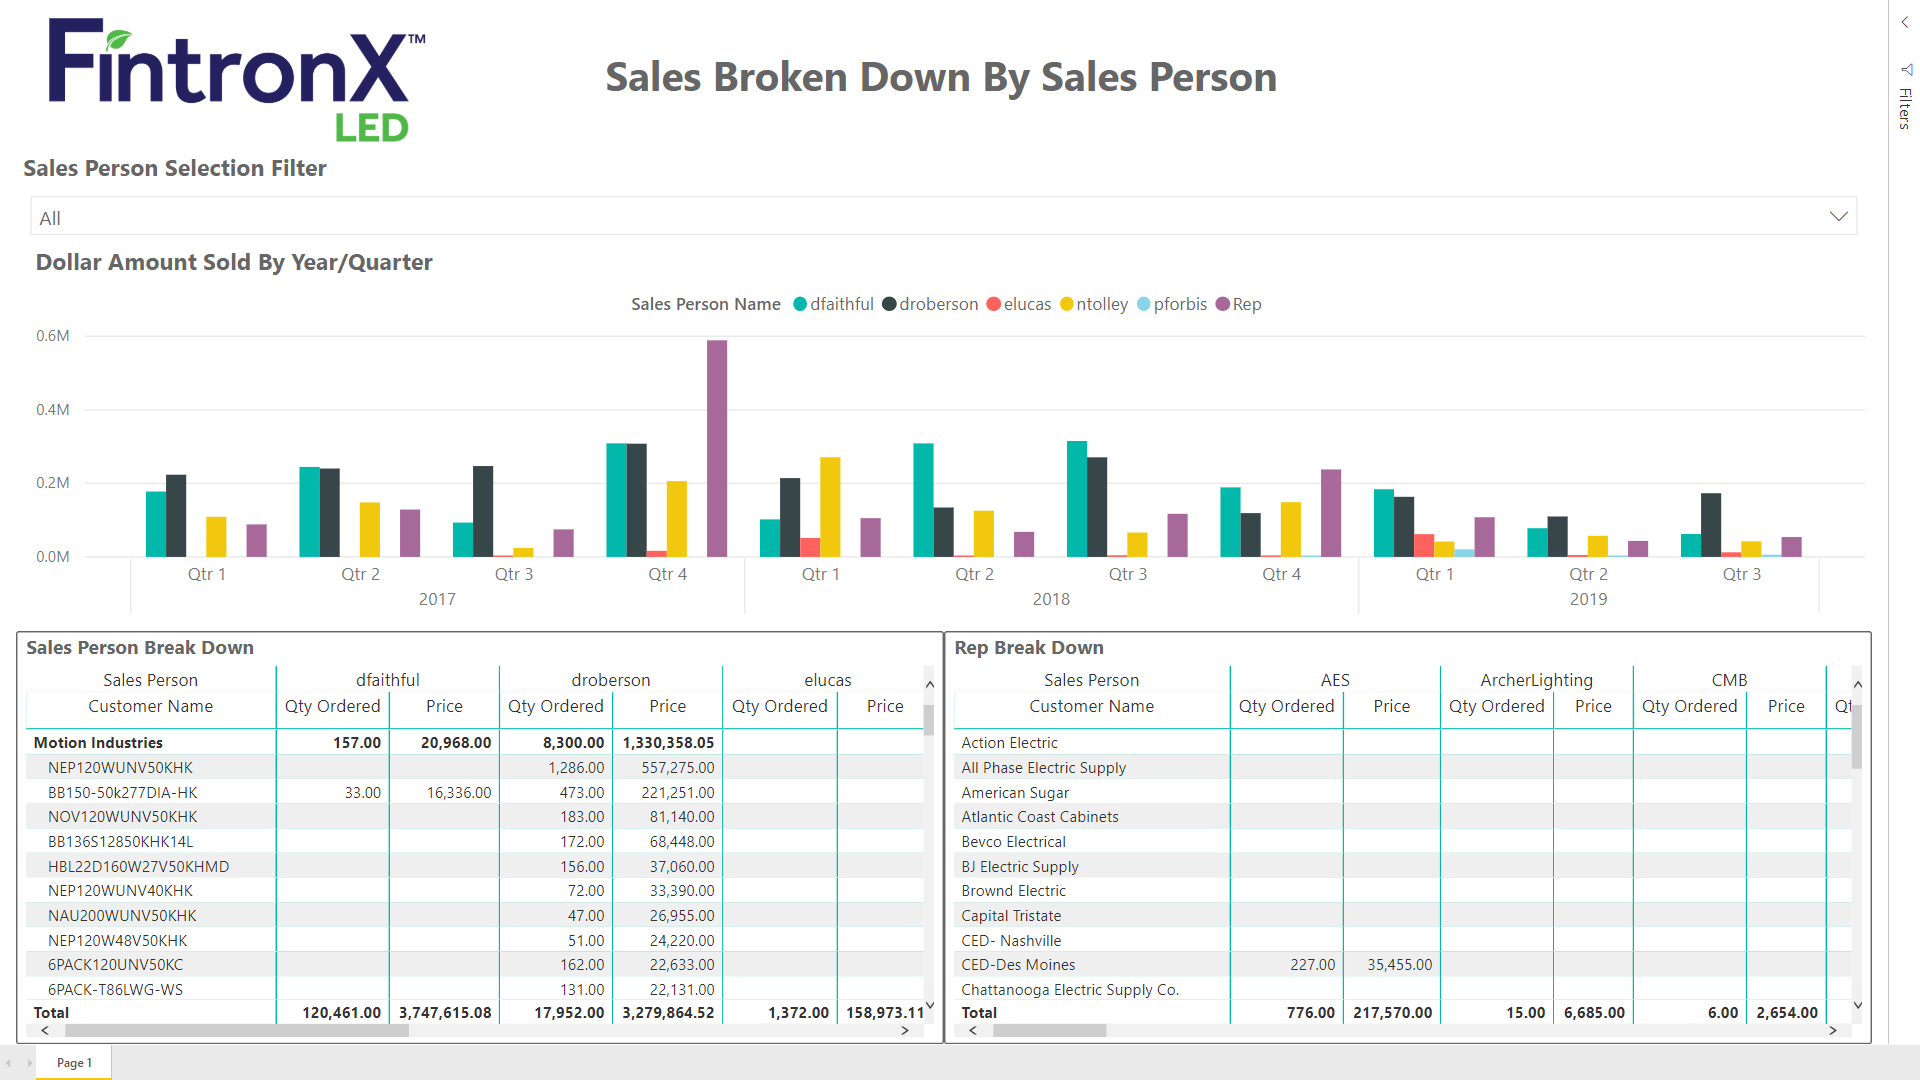 FintronX™
LED
Sales Broken Down By Sales Person
Filters
Sales Person Selection Filter
All
Dollar Amount Sold By Year/Quarter
Sales Person Name dfaithful droberson elucas ntolley pforbis Rep
0.6M
0.4M
0.2M
0.0M
Qtr 1 Qtr 2 Qtr 3 Qtr 4 Qtr 1 Qtr 2 Qtr 3 Qtr 4 Qtr 1 Qtr 2 Qtr 3
2017 2018 2019
Sales Person Break Down
Sales Person dfaithful droberson elucas
Customer Name Qty Ordered Price Qty Ordered Price Qty Ordered Price
Motion Industries 157.00 20,968.00 8,300.00 1,330,358.05
NEP120WUNV50KHK 1,286.00 557,275.00
BB150-50k277DIA-HK 33.00 16,336.00 473.00 221,251.00
NOV120WUNV50KHK 183.00 81,140.00
BB136S12850KHK14L 172.00 68,448.00
HBL22D160W27V50KHMD 156.00 37,060.00
NEP120WUNV40KHK 72.00 33,390.00
NAU200WUNV50KHK 47.00 26,955.00
NEP120W48V50KHK 51.00 24,220.00
6PACK120UNV50KC 162.00 22,633.00
6PACK-T86LWG-WS 131.00 22,131.00
Total 120,461.00 3,747,615.08 17,952.00 3,279,864.52 1,372.00 158,973.11
Rep Break Down
Sales Person AES ArcherLighting CMB
Customer Name Qty Ordered Price Qty Ordered Price Qty Ordered Price Qt
Action Electric
All Phase Electric Supply
American Sugar
Atlantic Coast Cabinets
Bevco Electrical
BJ Electric Supply
Brownd Electric
Capital Tristate
CED- Nashville
CED-Des Moines 227.00 35,455.00
Chattanooga Electric Supply Co.
Total 776.00 217,570.00 15.00 6,685.00 6.00 2,654.00
Page 1